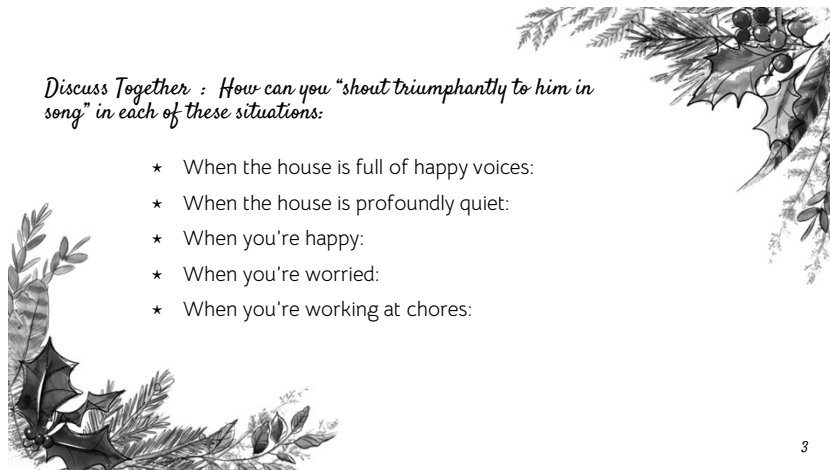 Discuss Together : How can you “shout triumphantly to him in
song” in each of these situations:
★ When the house is full of happy voices:
★ When the house is profoundly quiet:
★ When you're happy:
★ When you're worried:
★ When you're working at chores:
3